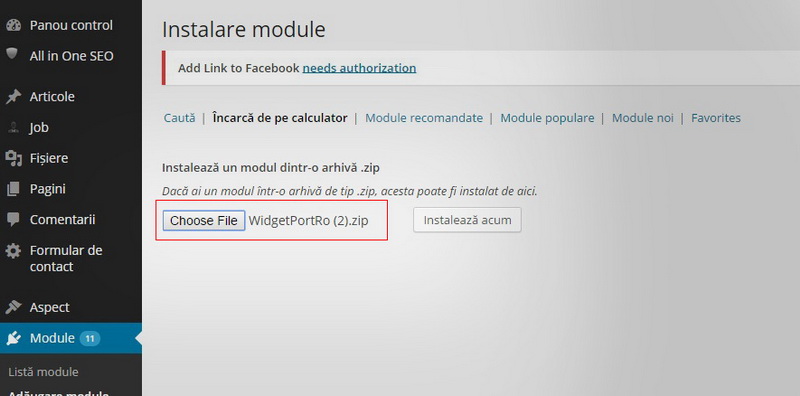 Panou control
All in One SEO
Articole
Job
Fișiere
Pagini
Comentarii
Formular de
contact
Aspect
Module 11
Listă module
Adăugare module
Instalare module
Add Link to Facebook needs authorization
Caută | Încarcă de pe calculator | Module recomandate | Module populare | Module noi | Favorites
Instalează un modul dintr-o arhivă .zip
Dacă ai un modul într-o arhivă de tip .zip, acesta poate fi instalat de aici.
Choose File WidgetPortRo (2).zip Instalează acum